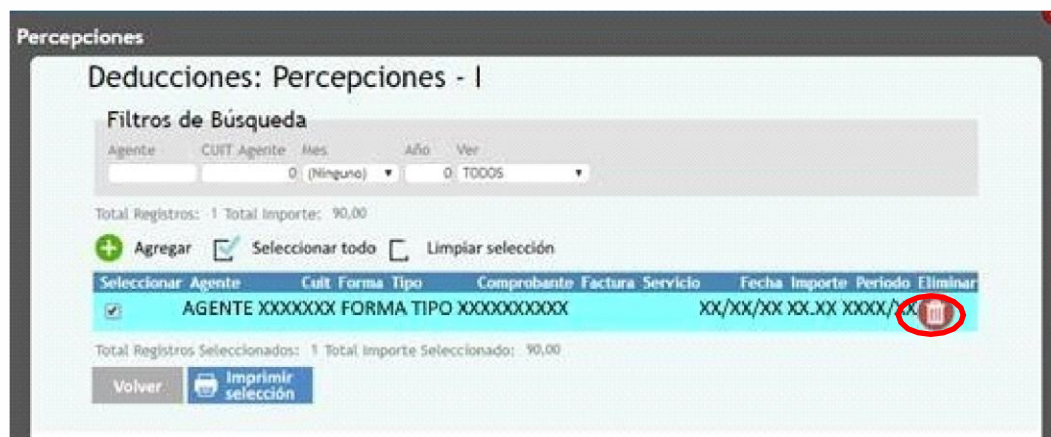 Percepciones
Deducciones: Percepciones - I
Filtros de Búsqueda
Agente CUIT Agente Mes Año Ver
0 (Ninguno) 0 TODOS
Total Registros: 1 Total Importe: 90,00
Agregar Seleccionar todo Limpiar selección
Seleccionar Agente Cuit Forma Tipo Comprobante Factura Servicio Fecha Importe Periodo Eliminar
AGENTE XXXXXXX FORMA TIPO XXXXXXXXXX XX/XX/XX XX.XX XXXX/XX
Total Registros Seleccionados: 1 Total Importe Seleccionado: 90,00
Volver Imprimir
selección